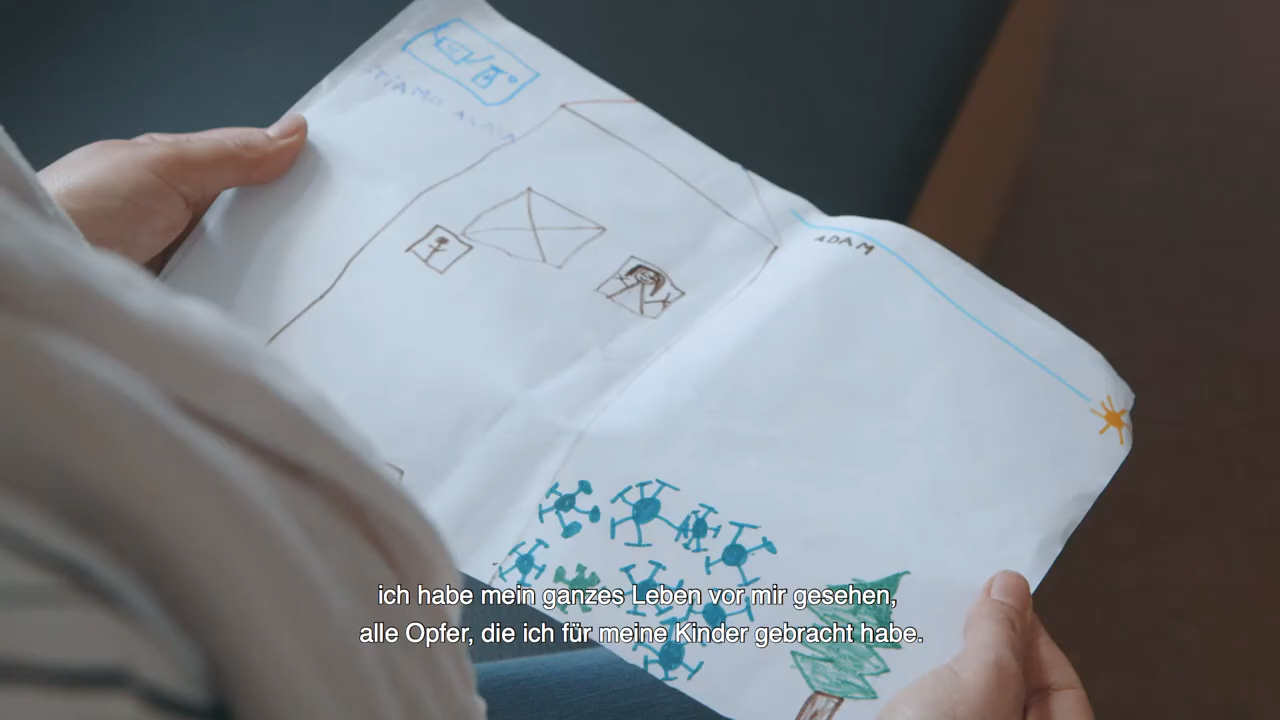 ADAM
ich habe mein ganzes Leben vor mir gesehen,
alle Opfer, die ich für meine Kinder gebracht habe.